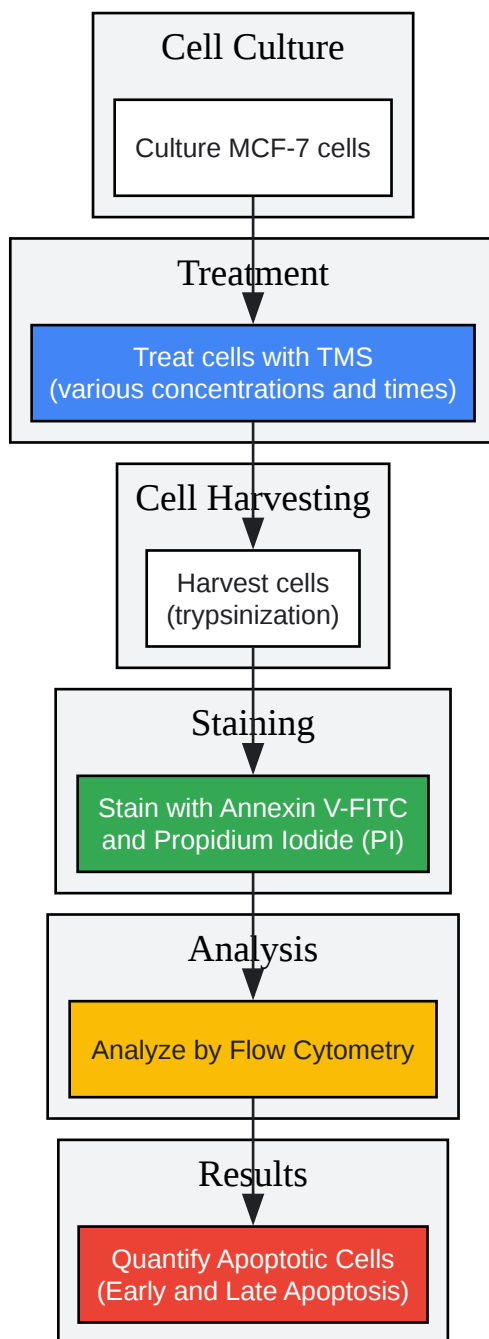 Cell Culture
Culture MCF-7 cells
Treatment
Treat cells with TMS
(various concentrations and times)
Cell Harvesting
Harvest cells
(trypsinization)
Staining
Stain with Annexin V-FITC
and Propidium Iodide (PI)
Analysis
Analyze by Flow Cytometry
Results
Quantify Apoptotic Cells
(Early and Late Apoptosis)